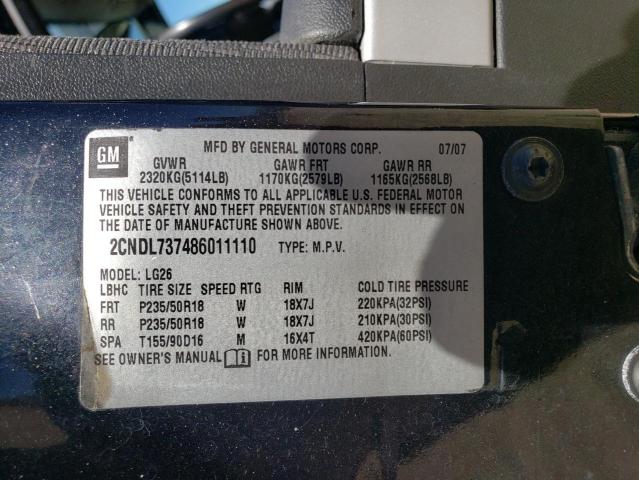 GM
MFD BY GENERAL MOTORS CORP. 07/07
GVWR GAWR FRT GAWR RR
2320KG(5114LB) 1170KG(2579LB) 1165KG(2568LB)
THIS VEHICLE CONFORMS TO ALL APPLICABLE U.S. FEDERAL MOTOR
VEHICLE SAFETY AND THEFT PREVENTION STANDARDS IN EFFECT ON
THE DATE OF MANUFACTURE SHOWN ABOVE.
2CNDL737486011110 TYPE: M.P.V.
MODEL: LG26
LBHC TIRE SIZE SPEED RTG RIM COLD TIRE PRESSURE
FRT P235/50R18 W 18X7J 220KPA(32PSI)
RR P235/50R18 W 18X7J 210KPA(30PSI)
SPA T155/90D16 M 16X4T 420KPA(60PSI)
SEE OWNER'S MANUAL i FOR MORE INFORMATION.